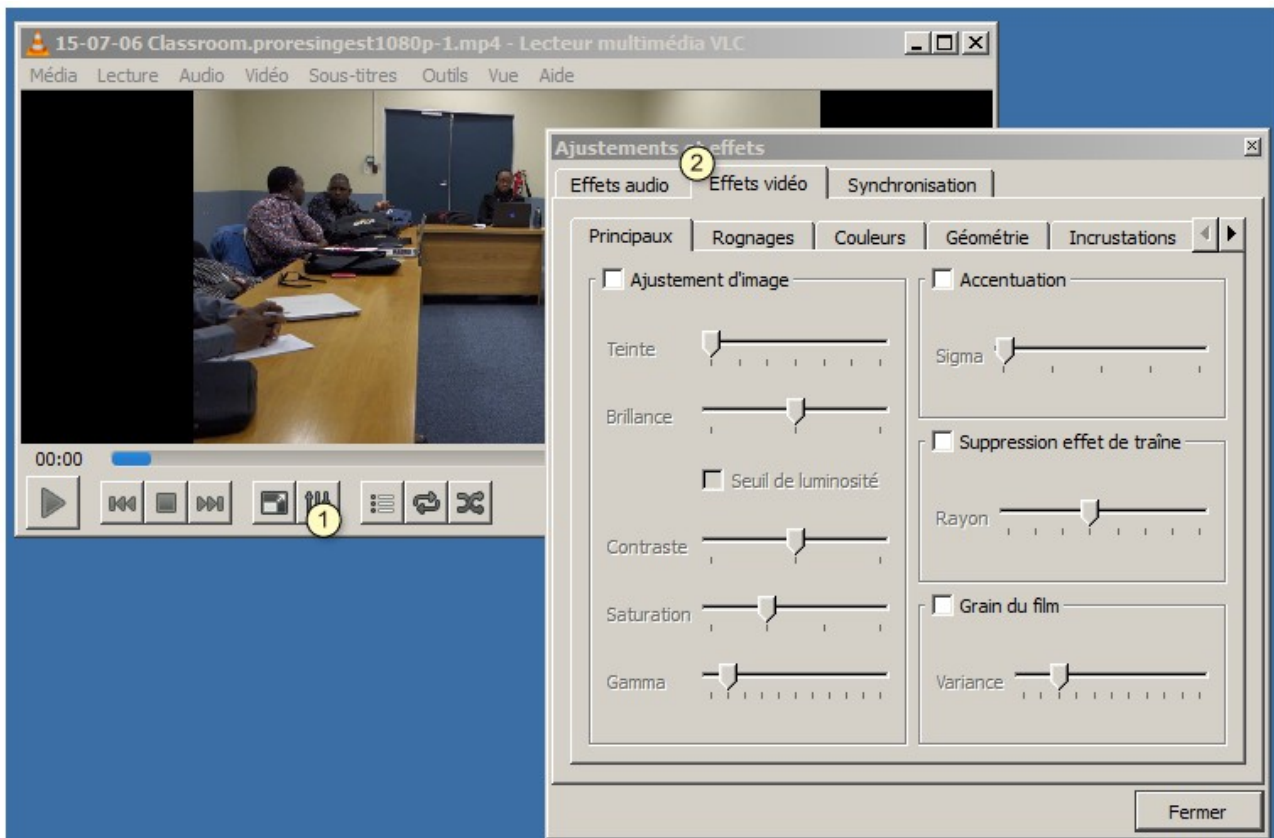 15-07-06 Classroom.proresingest1080p-1.mp4 - Lecteur multimédia VLC
Média Lecture Audio Vidéo Sous-titres Outils Vue Aide
00:00
1
Ajustements et effets
2
Effets audio Effets vidéo Synchronisation
Principaux Rognages Couleurs Géométrie Incrustations
Ajustement d'image
Teinte
Brillance
Seuil de luminosité
Contraste
Saturation
Gamma
Accentuation
Sigma
Suppression effet de traîne
Rayon
Grain du film
Variance
Fermer